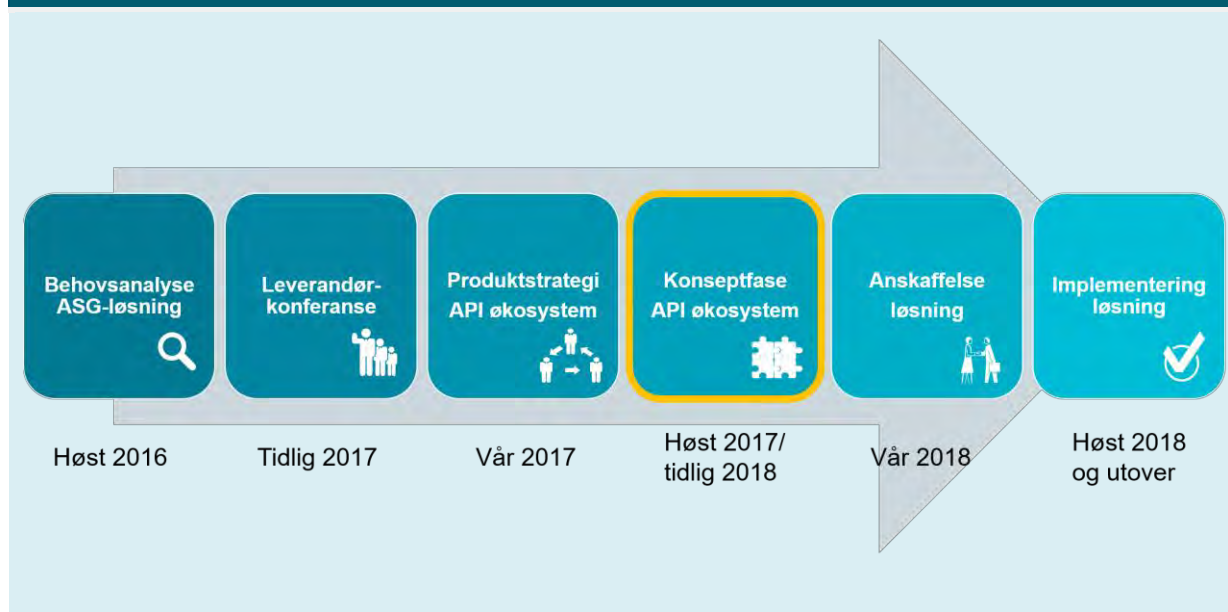 Behovsanalyse
ASG-løsning
Leverandør-
konferanse
Produktstrategi
API økosystem
Konseptfase
API økosystem
Anskaffelse
løsning
Implementering
løsning
Høst 2016
Tidlig 2017
Vår 2017
Høst 2017/
tidlig 2018
Vår 2018
Høst 2018
og utover